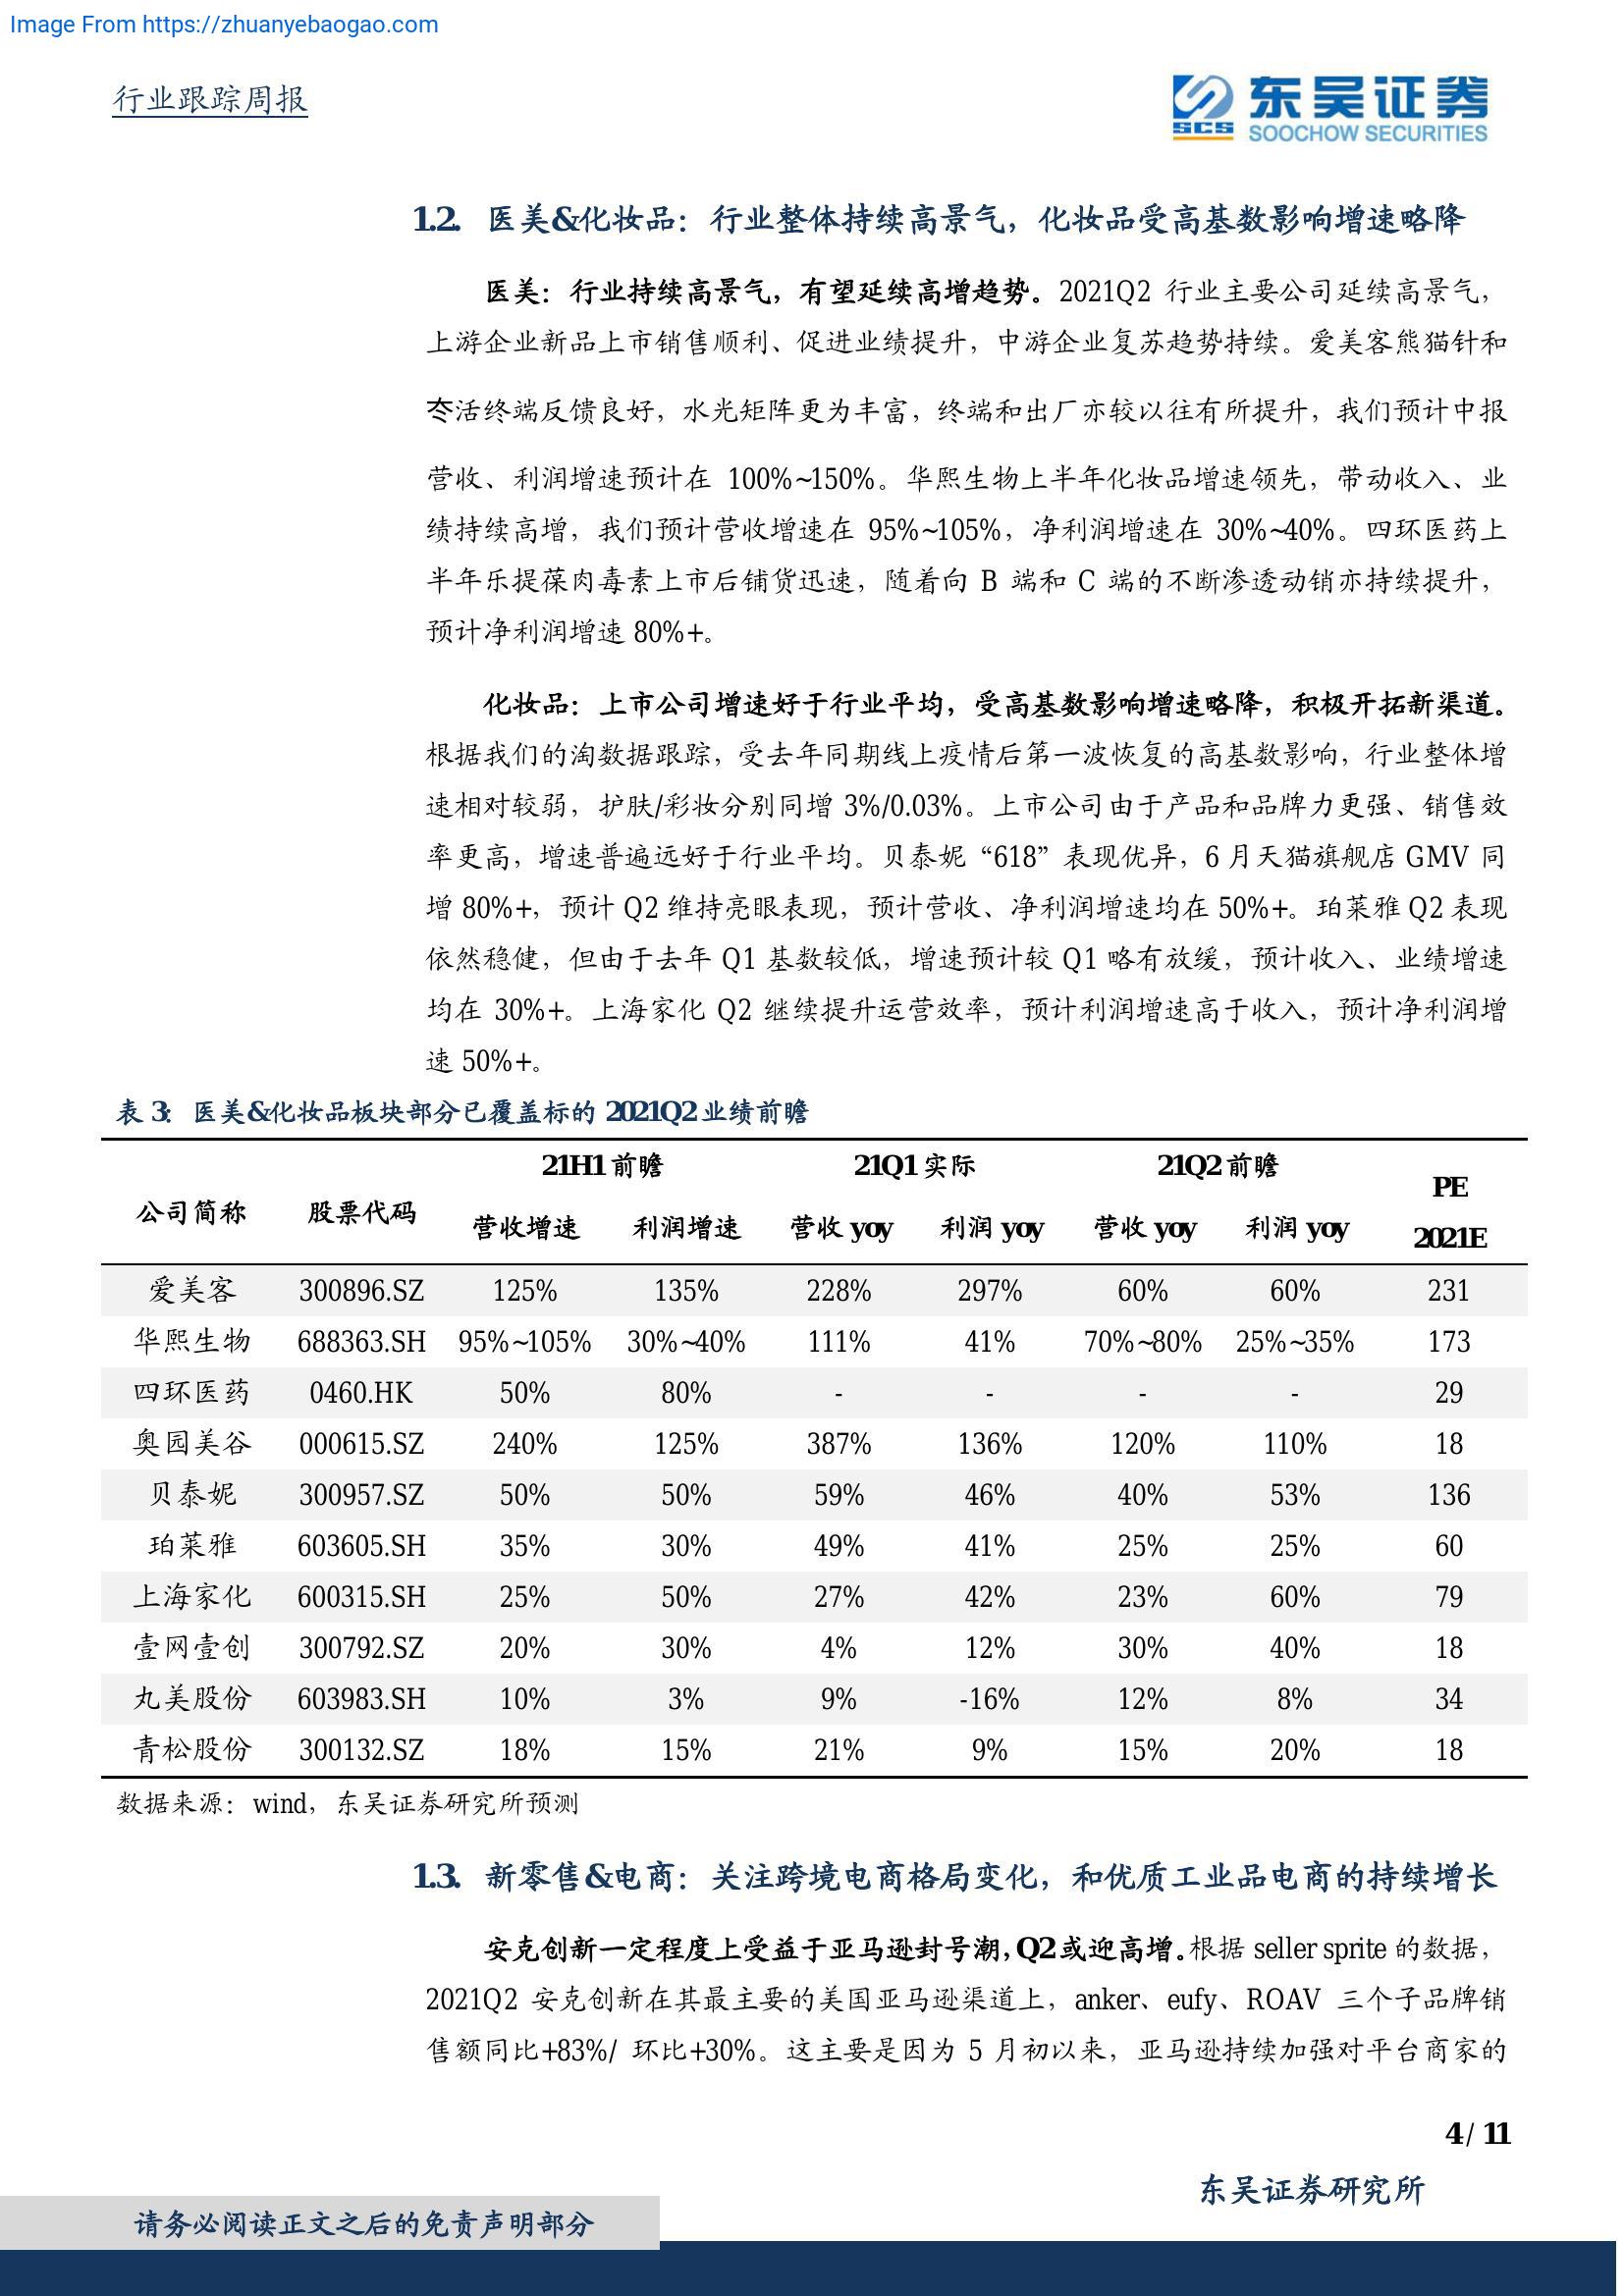 Image From https://zhuanyebaogao.com
行业跟踪周报
东吴证券
SCS
SOOCHOW SECURITIES
1.2. 医美&化妆品：行业整体持续高景气，化妆品受高基数影响增速略降
医美：行业持续高景气，有望延续高增趋势。2021Q2 行业主要公司延续高景气，
上游企业新品上市销售顺利、促进业绩提升，中游企业复苏趋势持续。爱美客熊猫针和
冭活终端反馈良好，水光矩阵更为丰富，终端和出厂亦较以往有所提升，我们预计中报
营收、利润增速预计在 100%~150%。华熙生物上半年化妆品增速领先，带动收入、业
绩持续高增，我们预计营收增速在 95%~105%，净利润增速在 30%~40%。四环医药上
半年乐提葆肉毒素上市后铺货迅速，随着向 B 端和 C 端的不断渗透动销亦持续提升，
预计净利润增速 80%+。
化妆品：上市公司增速好于行业平均，受高基数影响增速略降，积极开拓新渠道。
根据我们的淘数据跟踪，受去年同期线上疫情后第一波恢复的高基数影响，行业整体增
速相对较弱，护肤/彩妆分别同增 3%/0.03%。上市公司由于产品和品牌力更强、销售效
率更高，增速普遍远好于行业平均。贝泰妮“618”表现优异，6 月天猫旗舰店 GMV 同
增 80%+，预计 Q2 维持亮眼表现，预计营收、净利润增速均在 50%+。珀莱雅 Q2 表现
依然稳健，但由于去年 Q1 基数较低，增速预计较 Q1 略有放缓，预计收入、业绩增速
均在 30%+。上海家化 Q2 继续提升运营效率，预计利润增速高于收入，预计净利润增
速 50%+。
表 3： 医美&化妆品板块部分已覆盖标的 2021Q2 业绩前瞻
公司简称 股票代码 21H1 前瞻 21Q1 实际 21Q2 前瞻 PE 2021E
营收增速 利润增速 营收 yoy 利润 yoy 营收 yoy 利润 yoy
爱美客 300896.SZ 125% 135% 228% 297% 60% 60% 231
华熙生物 688363.SH 95%~105% 30%~40% 111% 41% 70%~80% 25%~35% 173
四环医药 0460.HK 50% 80% - - - - 29
奥园美谷 000615.SZ 240% 125% 387% 136% 120% 110% 18
贝泰妮 300957.SZ 50% 50% 59% 46% 40% 53% 136
珀莱雅 603605.SH 35% 30% 49% 41% 25% 25% 60
上海家化 600315.SH 25% 50% 27% 42% 23% 60% 79
壹网壹创 300792.SZ 20% 30% 4% 12% 30% 40% 18
丸美股份 603983.SH 10% 3% 9% -16% 12% 8% 34
青松股份 300132.SZ 18% 15% 21% 9% 15% 20% 18
数据来源：wind，东吴证券研究所预测
1.3. 新零售&电商：关注跨境电商格局变化，和优质工业品电商的持续增长
安克创新一定程度上受益于亚马逊封号潮，Q2 或迎高增。根据 seller sprite 的数据，
2021Q2 安克创新在其最主要的美国亚马逊渠道上，anker、eufy、ROAV 三个子品牌销
售额同比+83%/ 环比+30%。这主要是因为 5 月初以来，亚马逊持续加强对平台商家的
4 / 11
东吴证券研究所
请务必阅读正文之后的免责声明部分